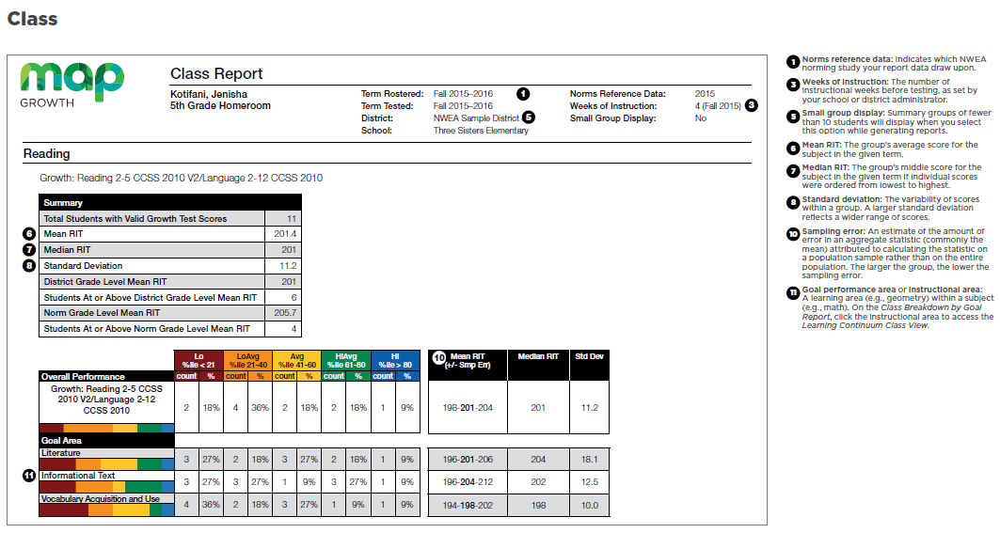 Class
map
GROWTH
Class Report
Kotifani, Jenisha
5th Grade Homeroom
Term Rostered: Fall 2015–2016 1
Term Tested: Fall 2015–2016
District: NWEA Sample District 5
School: Three Sisters Elementary
Norms Reference Data: 2015
Weeks of Instruction: 4 (Fall 2015) 3
Small Group Display: No
Reading
Growth: Reading 2-5 CCSS 2010 V2/Language 2-12 CCSS 2010
Summary
Total Students with Valid Growth Test Scores 11
6 Mean RIT 201.4
7 Median RIT 201
8 Standard Deviation 11.2
District Grade Level Mean RIT 201
Students At or Above District Grade Level Mean RIT 6
Norm Grade Level Mean RIT 205.7
Students At or Above Norm Grade Level Mean RIT 4
Lo LoAvg Avg HiAvg Hi 10 Mean RIT Median RIT Std Dev
%ile < 21 %ile 21-40 %ile 41-60 %ile 61-80 %ile > 80 (+/- Smp Err)
Overall Performance count % count % count % count % count %
Growth: Reading 2-5 CCSS
2010 V2/Language 2-12
CCSS 2010
2 18% 4 36% 2 18% 2 18% 1 9% 198-201-204 201 11.2
Goal Area
Literature
3 27% 2 18% 3 27% 2 18% 1 9% 196-201-206 204 18.1
11 Informational Text
3 27% 3 27% 1 9% 3 27% 1 9% 196-204-212 202 12.5
Vocabulary Acquisition and Use
4 36% 2 18% 3 27% 1 9% 1 9% 194-198-202 198 10.0
1 Norms reference data: Indicates which NWEA
norming study your report data draw upon.
3 Weeks of Instruction: The number of
instructional weeks before testing, as set by
your school or district administrator.
5 Small group display: Summary groups of fewer
than 10 students will display when you select
this option while generating reports.
6 Mean RIT: The group's average score for the
subject in the given term.
7 Median RIT: The group's middle score for the
subject in the given term if individual scores
were ordered from lowest to highest.
8 Standard deviation: The variability of scores
within a group. A larger standard deviation
reflects a wider range of scores.
10 Sampling error: An estimate of the amount of
error in an aggregate statistic (commonly the
mean) attributed to calculating the statistic on
a population sample rather than on the entire
population. The larger the group, the lower the
sampling error.
11 Goal performance area or Instructional area:
A learning area (e.g., geometry) within a subject
(e.g., math). On the Class Breakdown by Goal
Report, click the instructional area to access the
Learning Continuum Class View.